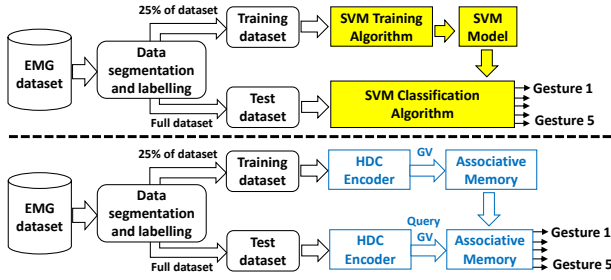 25% of dataset
Training
dataset
SVM Training
Algorithm
SVM
Model
EMG
dataset
Data
segmentation
and labelling
Full dataset
Test
dataset
SVM Classification
Algorithm
Gesture 1
Gesture 5
25% of dataset
Training
dataset
HDC
Encoder
GV
Associative
Memory
EMG
dataset
Data
segmentation
and labelling
Full dataset
Test
dataset
HDC
Encoder
Query
GV
Associative
Memory
Gesture 1
Gesture 5